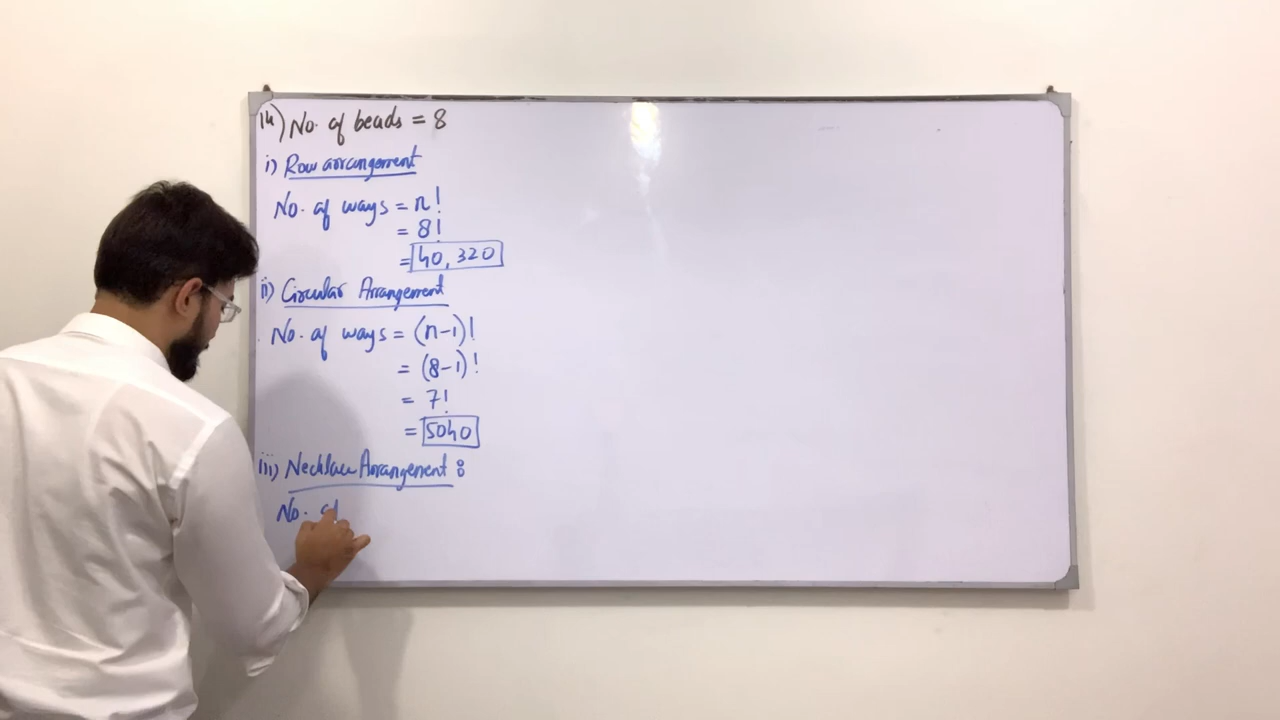 14) No. of beads = 8
i) Row arrangement
No. of ways = n!
= 8!
= 40,320
ii) Circular Arrangement
No. of ways = (n-1)!
= (8-1)!
= 7!
= 5040
iii) Necklace Arrangement :
No. of